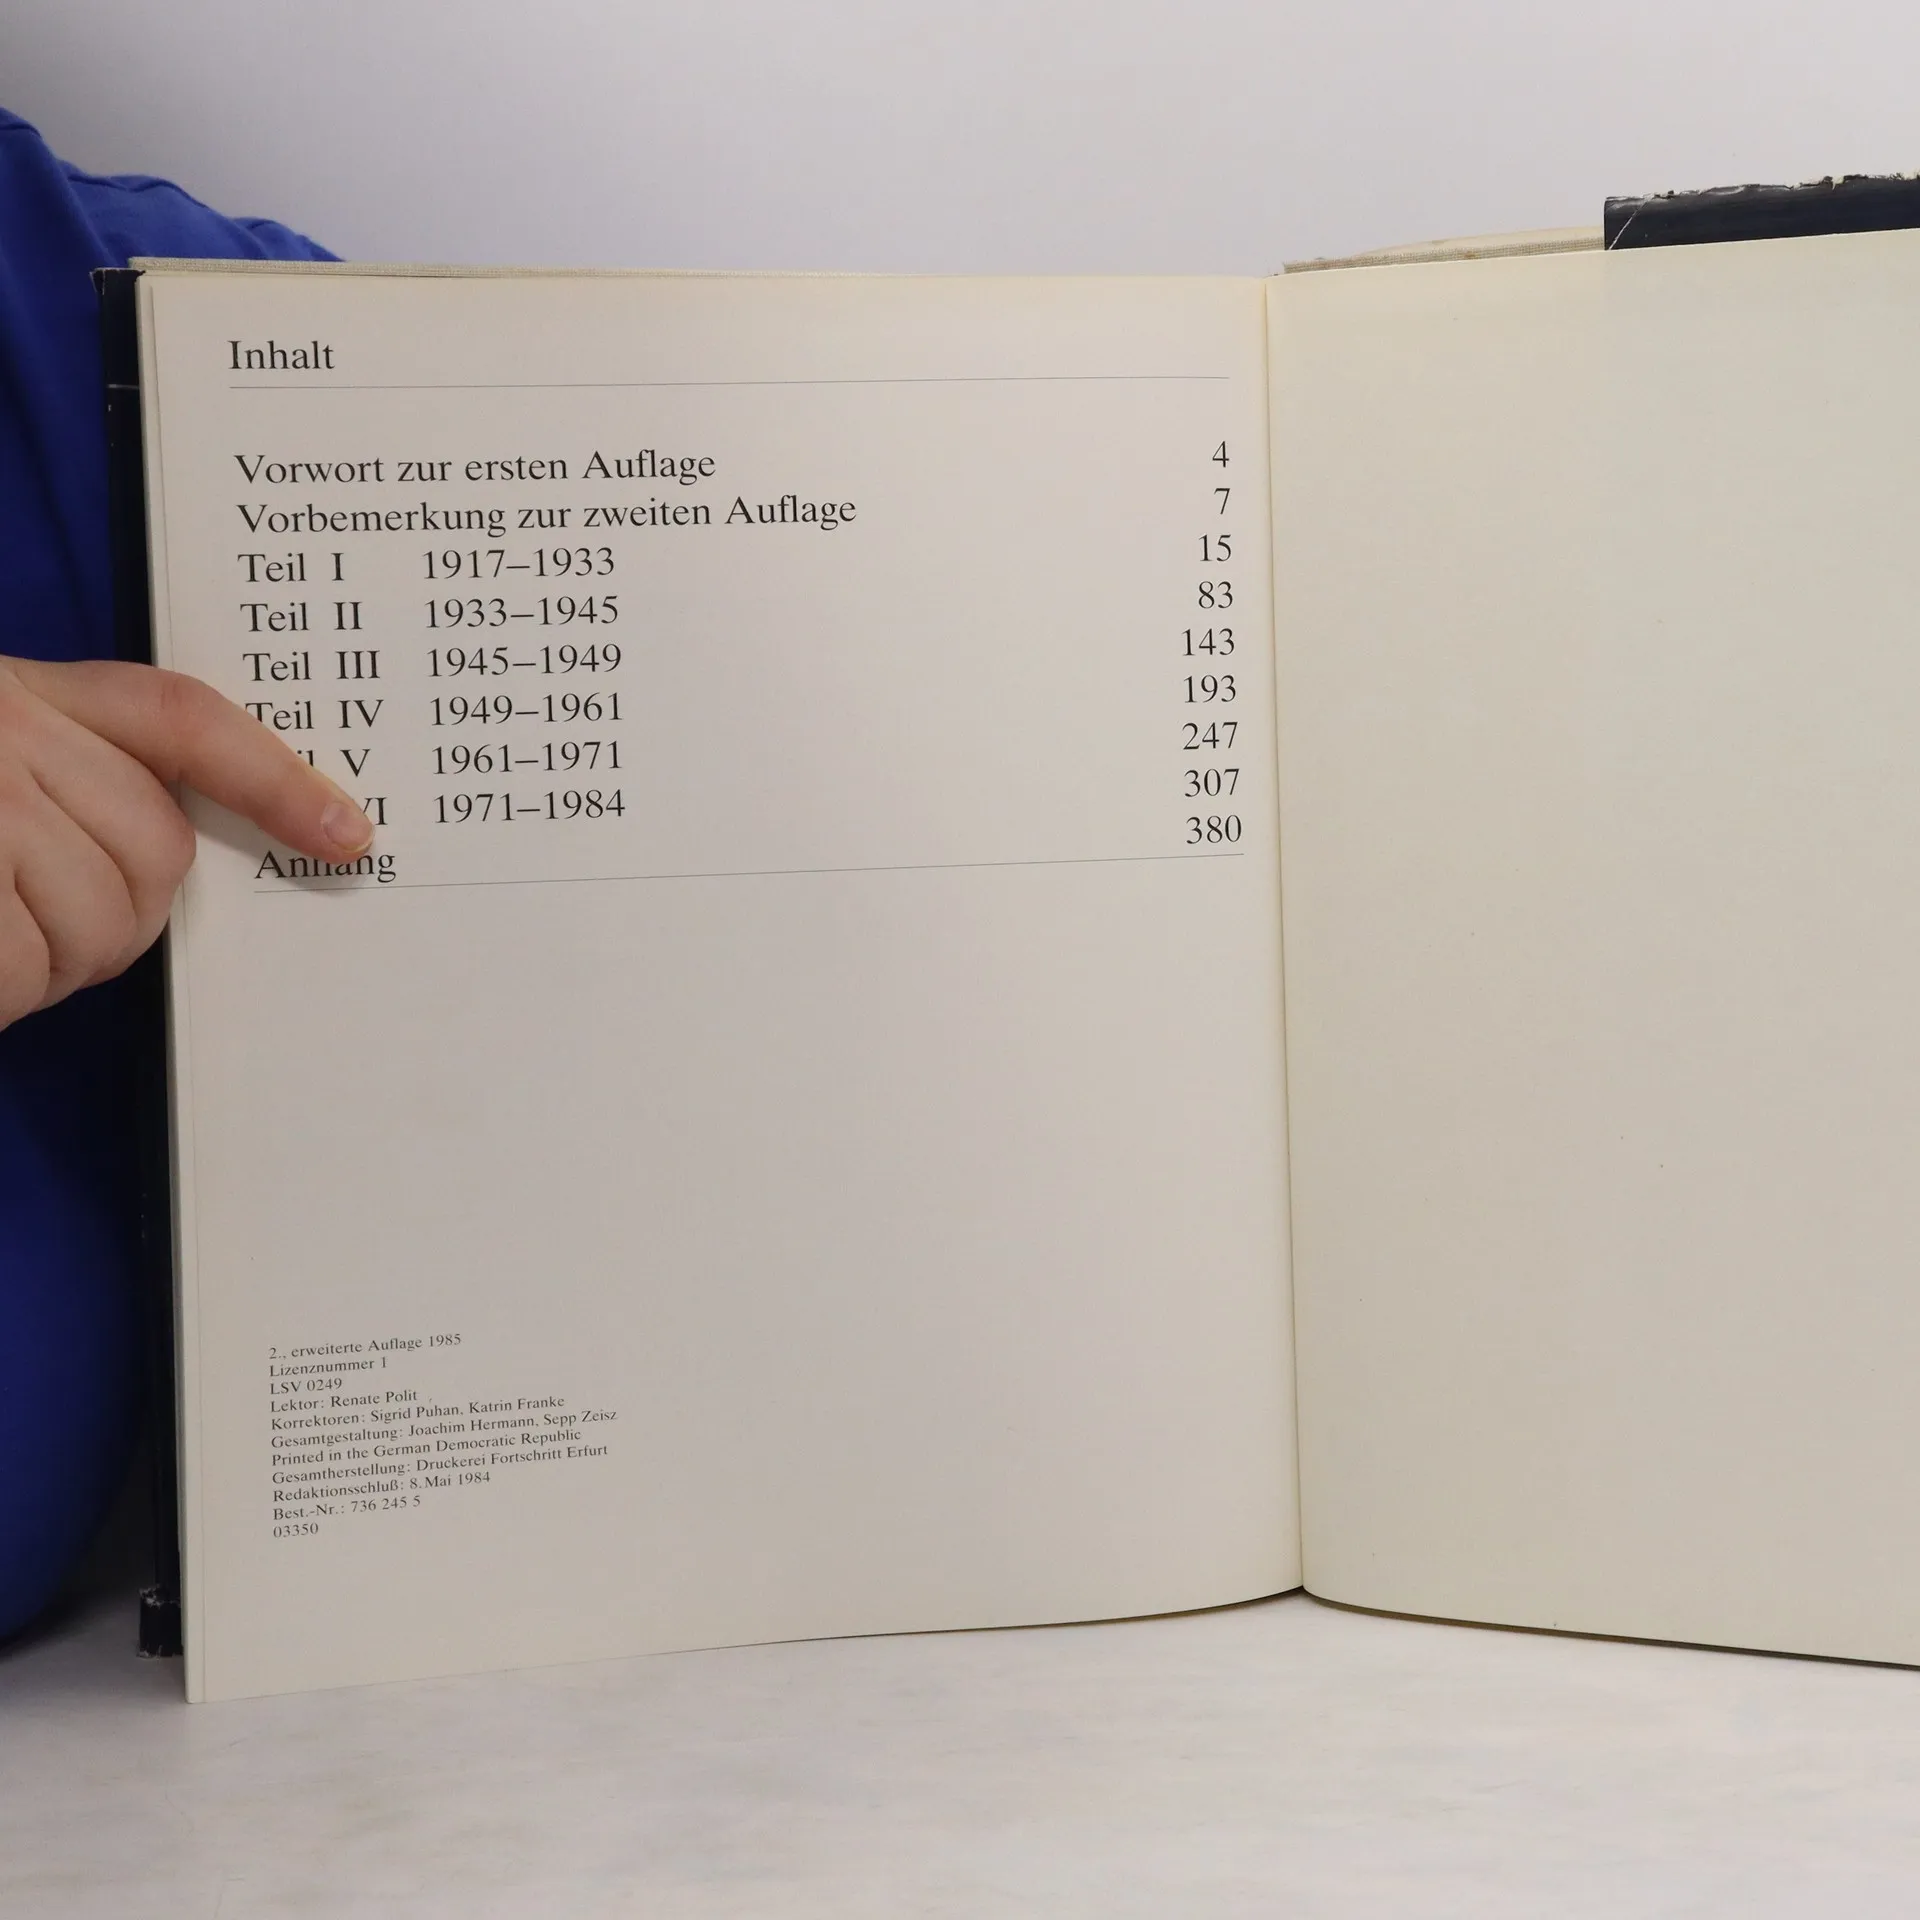 Inhalt
Vorwort zur ersten Auflage 4
Vorbemerkung zur zweiten Auflage 7
Teil I 1917–1933 15
Teil II 1933–1945 83
Teil III 1945–1949 143
Teil IV 1949–1961 193
V 1961–1971 247
VI 1971–1984 307
Anhang 380
2., erweiterte Auflage 1985
Lizenznummer 1
LSV 0249
Lektor: Renate Polit
Korrektoren: Sigrid Puhan, Katrin Franke
Gesamtgestaltung: Joachim Hermann, Sepp Zeisz
Printed in the German Democratic Republic
Gesamtherstellung: Druckerei Fortschritt Erfurt
Redaktionsschluß: 8. Mai 1984
Best.-Nr.: 736 245 5
03350